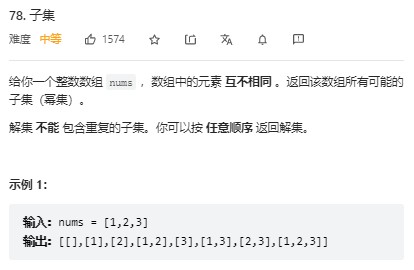 78. 子集
难度 中等 1574
给你一个整数数组 nums ，数组中的元素 互不相同 。返回该数组所有可能的
子集（幂集）。
解集 不能 包含重复的子集。你可以按 任意顺序 返回解集。
示例 1：
输入：nums = [1,2,3]
输出：[[],[1],[2],[1,2],[3],[1,3],[2,3],[1,2,3]]